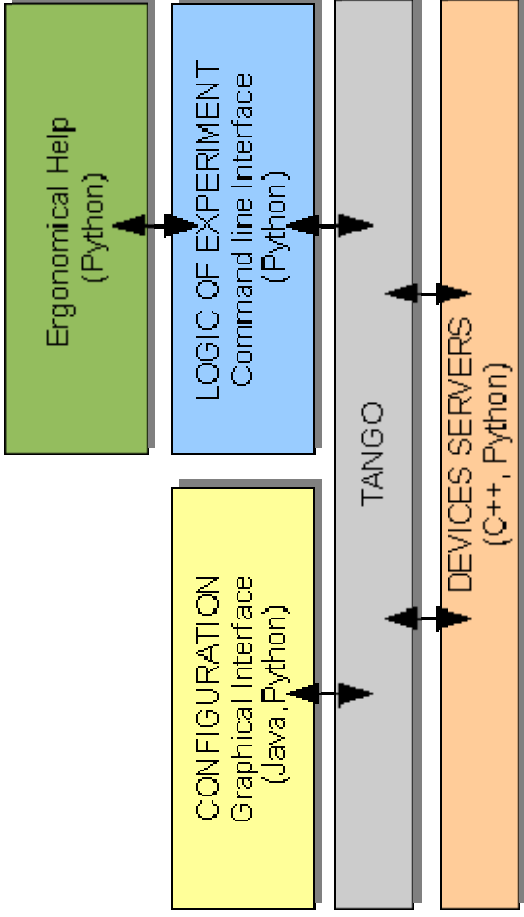 Ergonomical Help
(Python)
CONFIGURATION
Graphical Interface
(Java,Python)
LOGIC OF EXPERIMENT
Command line Interface
(Python)
TANGO
DEVICES SERVERS
(C++, Python)